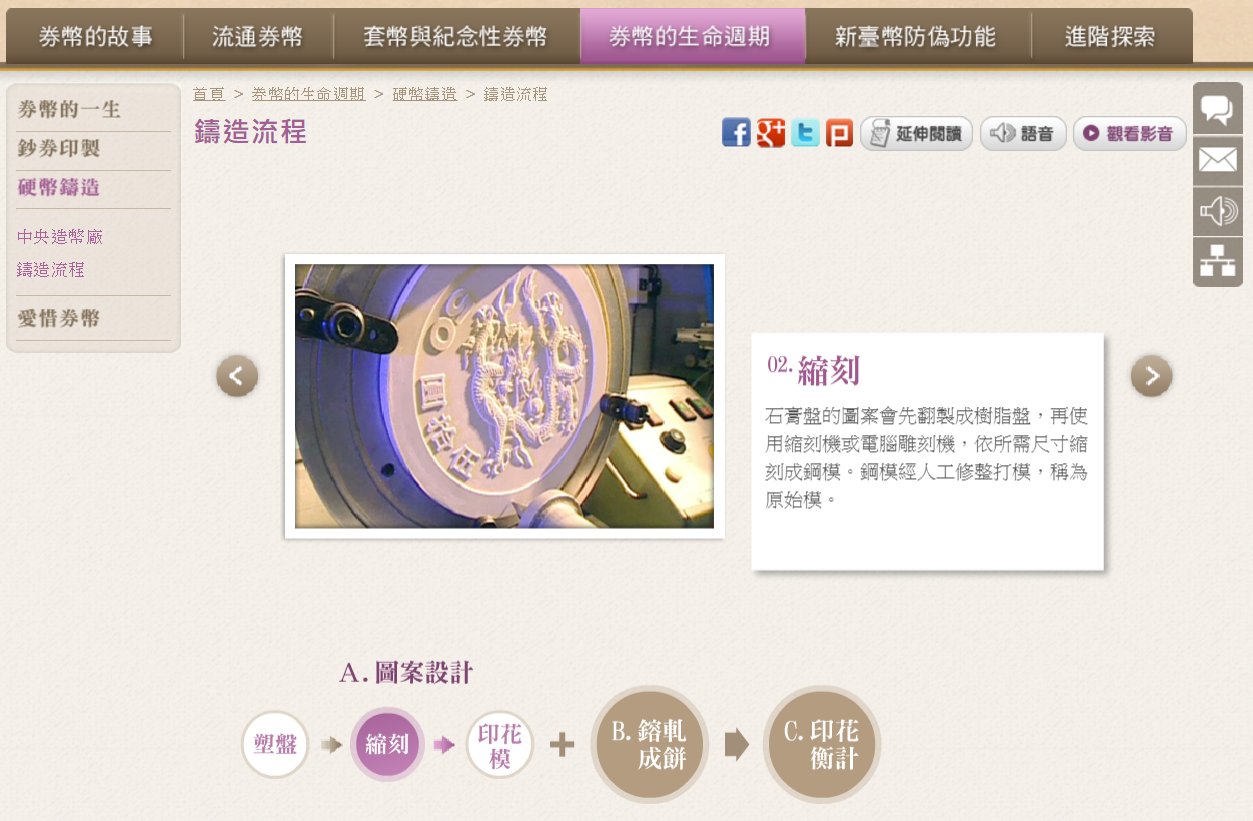 券幣的故事 流通券幣 套幣與紀念性券幣 券幣的生命週期 新臺幣防偽功能 進階探索
券幣的一生
鈔券印製
硬幣鑄造
中央造幣廠
鑄造流程
愛惜券幣
首頁 > 券幣的生命週期 > 硬幣鑄造 > 鑄造流程
鑄造流程
延伸閱讀 語音 觀看影音
圓拾伍
02. 縮刻
石膏盤的圖案會先翻製成樹脂盤，再使
用縮刻機或電腦雕刻機，依所需尺寸縮
刻成鋼模。鋼模經人工修整打模，稱為
原始模。
A. 圖案設計
塑盤
縮刻
印花
模
B. 鎔軋
成餅
C. 印花
衡計